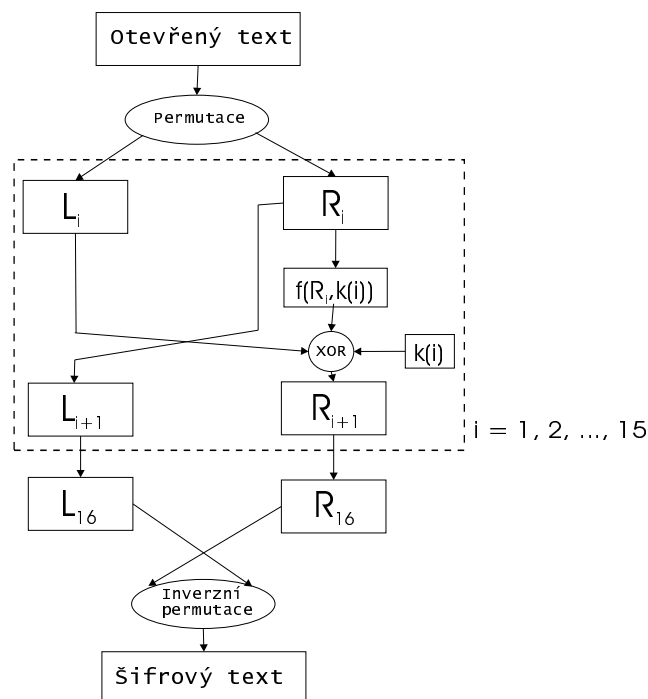 Otevřený text
Permutace
Li
Ri
f(Ri,k(i))
XOR
k(i)
Li+1
Ri+1
i = 1, 2, ..., 15
L16
R16
Inverzní
permutace
Šifrový text